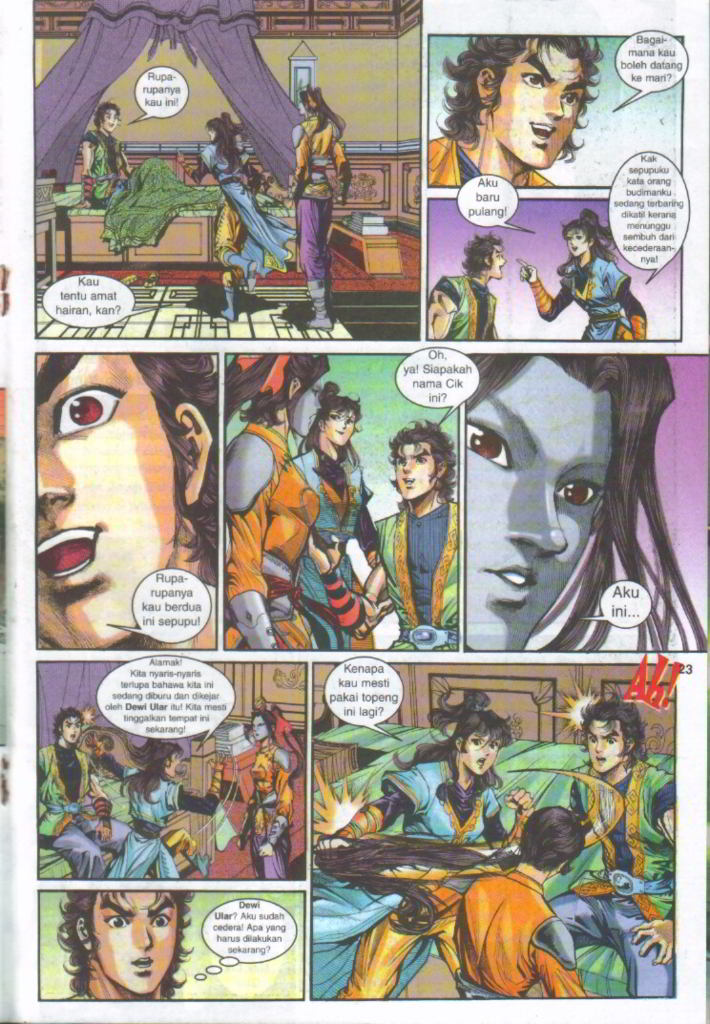 Rupa-
rupanya
kau ini!
Kau
tentu amat
hairan, kan?
Bagai-
mana kau
boleh datang
ke mari?
Aku
baru
pulang!
Kak
sepupuku
kata orang
budimanku
sedang terbaring
dikatil kerana
menunggu
sembuh dari
kecederaan-
nya!
Rupa-
rupanya
kau berdua
ini sepupu!
Oh,
ya! Siapakah
nama Cik
ini?
Aku
ini...
Alamak!
Kita nyaris-nyaris
terlupa bahawa kita ini
sedang diburu dan dikejar
oleh Dewi Ular itu! Kita mesti
tinggalkan tempat ini
sekarang!
Kenapa
kau mesti
pakai topeng
ini lagi?
Ah!
23
Dewi
Ular? Aku sudah
cedera! Apa yang
harus dilakukan
sekarang?